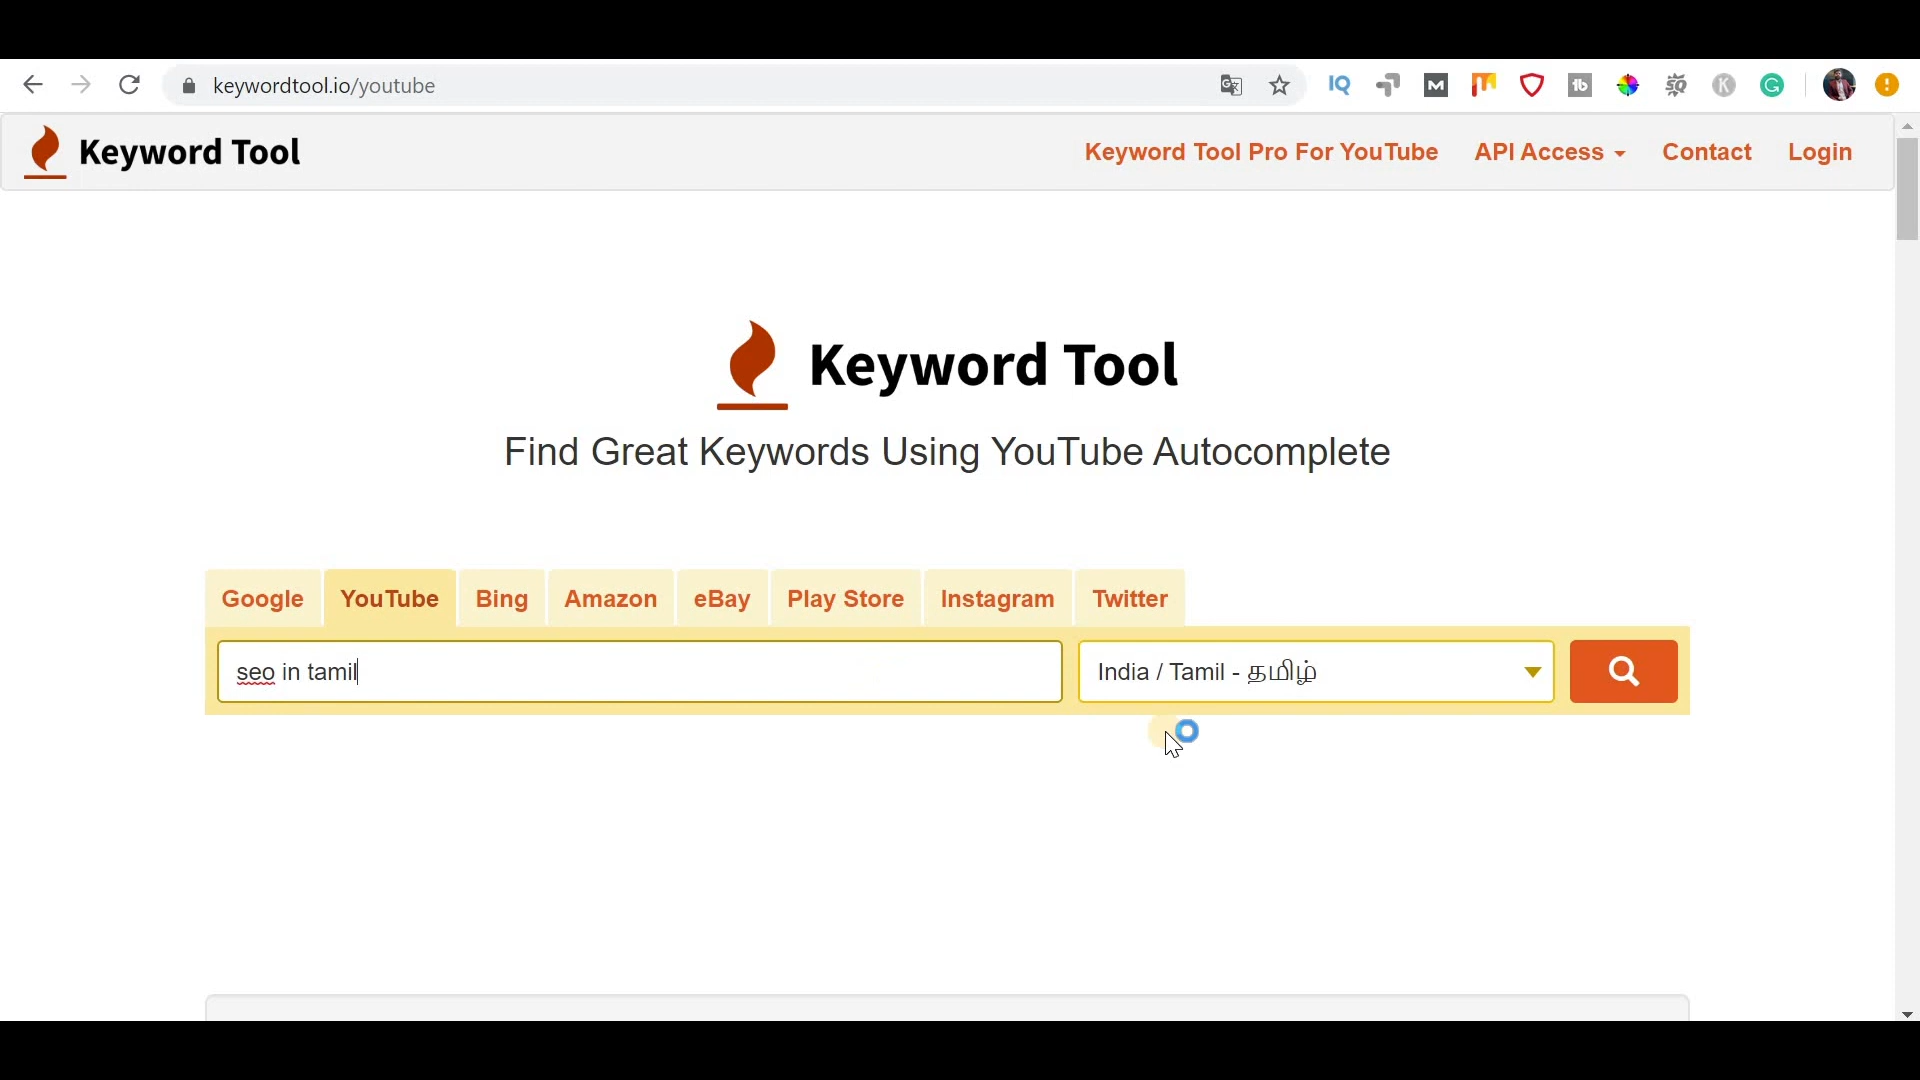 keywordtool.io/youtube
Keyword Tool
Keyword Tool Pro For YouTube
API Access
Contact
Login
Keyword Tool
Find Great Keywords Using YouTube Autocomplete
Google
YouTube
Bing
Amazon
eBay
Play Store
Instagram
Twitter
seo in tamil
India / Tamil - தமிழ்